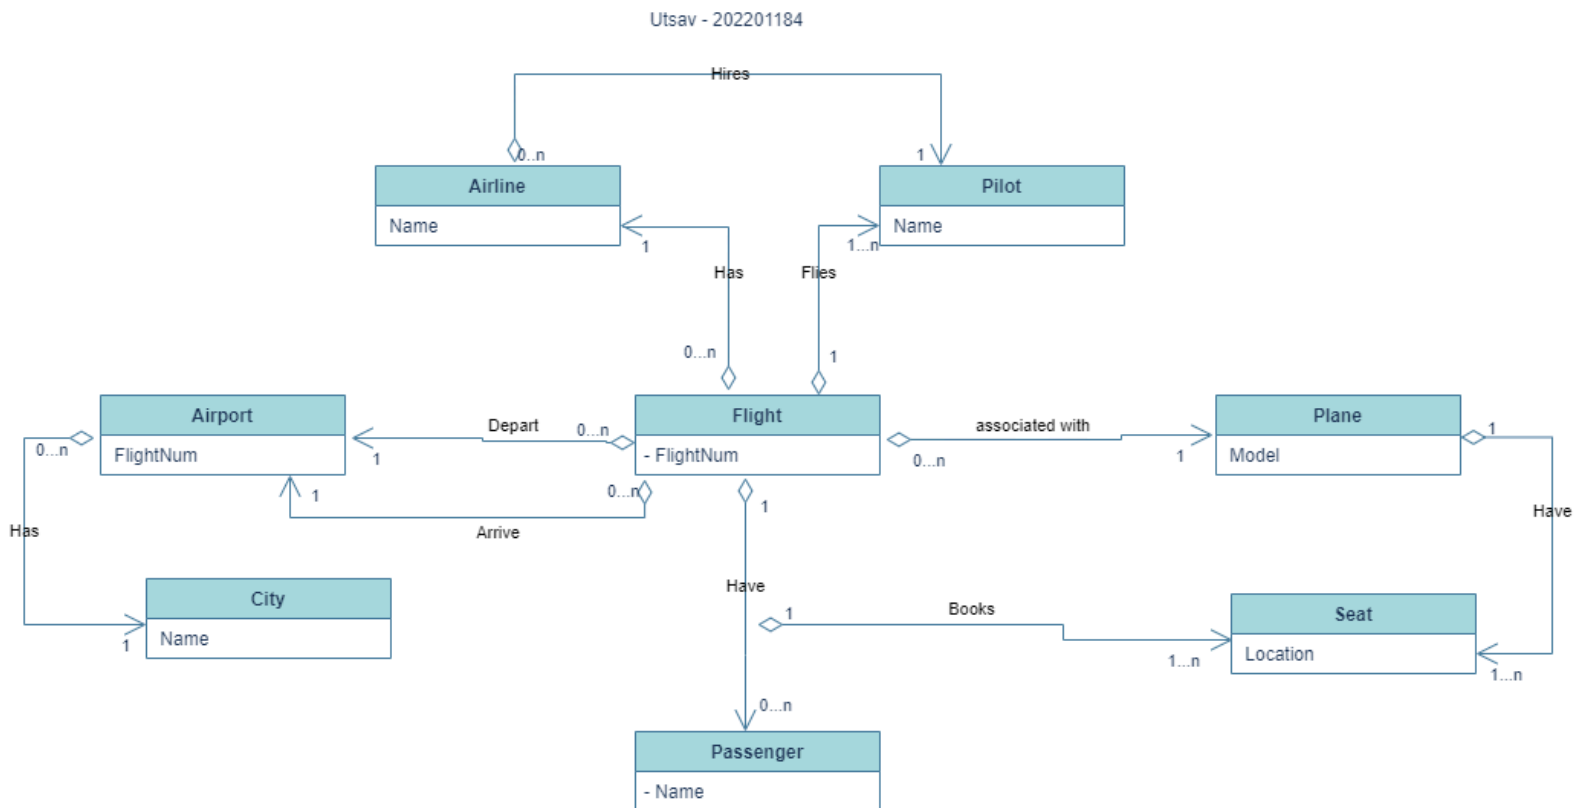 Utsav - 202201184
Hires
0...n
1
Airline
Pilot
Name
Name
1
1...n
Has
Flies
0...n
1
Airport
Flight
Plane
Depart
0...n
associated with
1
0...n
FlightNum
1
- FlightNum
0...n
1
Model
1
0...n
1
Has
Arrive
Have
City
Have
1
Books
Seat
1
Name
1...n
Location
1...n
0...n
Passenger
- Name